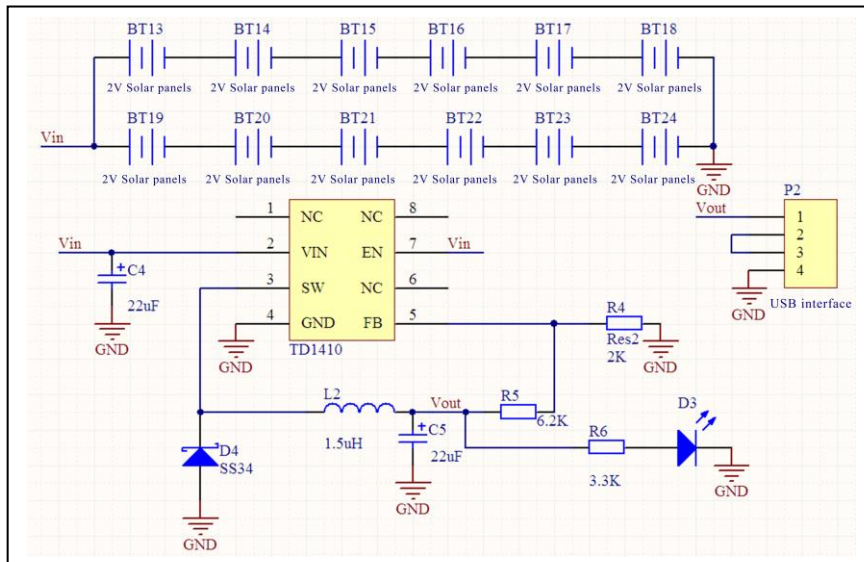 BT13 BT14 BT15 BT16 BT17 BT18
2V Solar panels 2V Solar panels 2V Solar panels 2V Solar panels 2V Solar panels 2V Solar panels
Vin BT19 BT20 BT21 BT22 BT23 BT24
2V Solar panels 2V Solar panels 2V Solar panels 2V Solar panels 2V Solar panels 2V Solar panels
GND
P2
Vout 1
2
3
4
GND
USB interface
1 NC NC 8
Vin 2 VIN EN 7 Vin
3 SW NC 6
4 GND FB 5
TD1410
C4
22uF
GND
GND
R4
Res2
2K
GND
L2
1.5uH
Vout
R5
6.2K
C5
22uF
GND
R6
3.3K
D3
GND
D4
SS34
GND